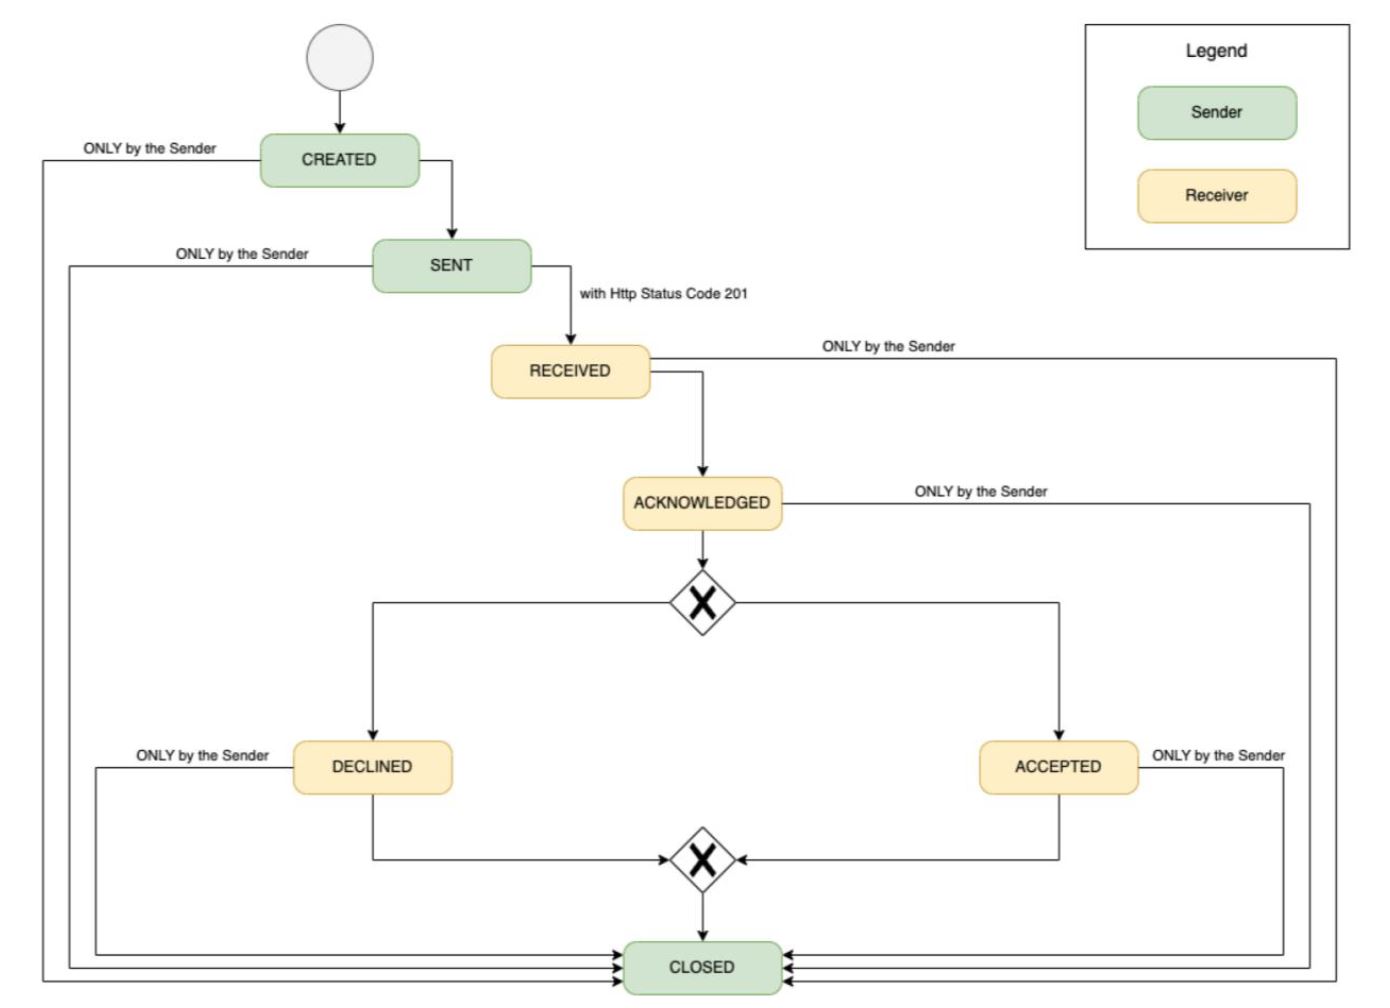 Legend
Sender
ONLY by the Sender
CREATED
Receiver
ONLY by the Sender
SENT
with Http Status Code 201
ONLY by the Sender
RECEIVED
ONLY by the Sender
ACKNOWLEDGED
X
ONLY by the Sender
DECLINED
ACCEPTED
ONLY by the Sender
X
CLOSED